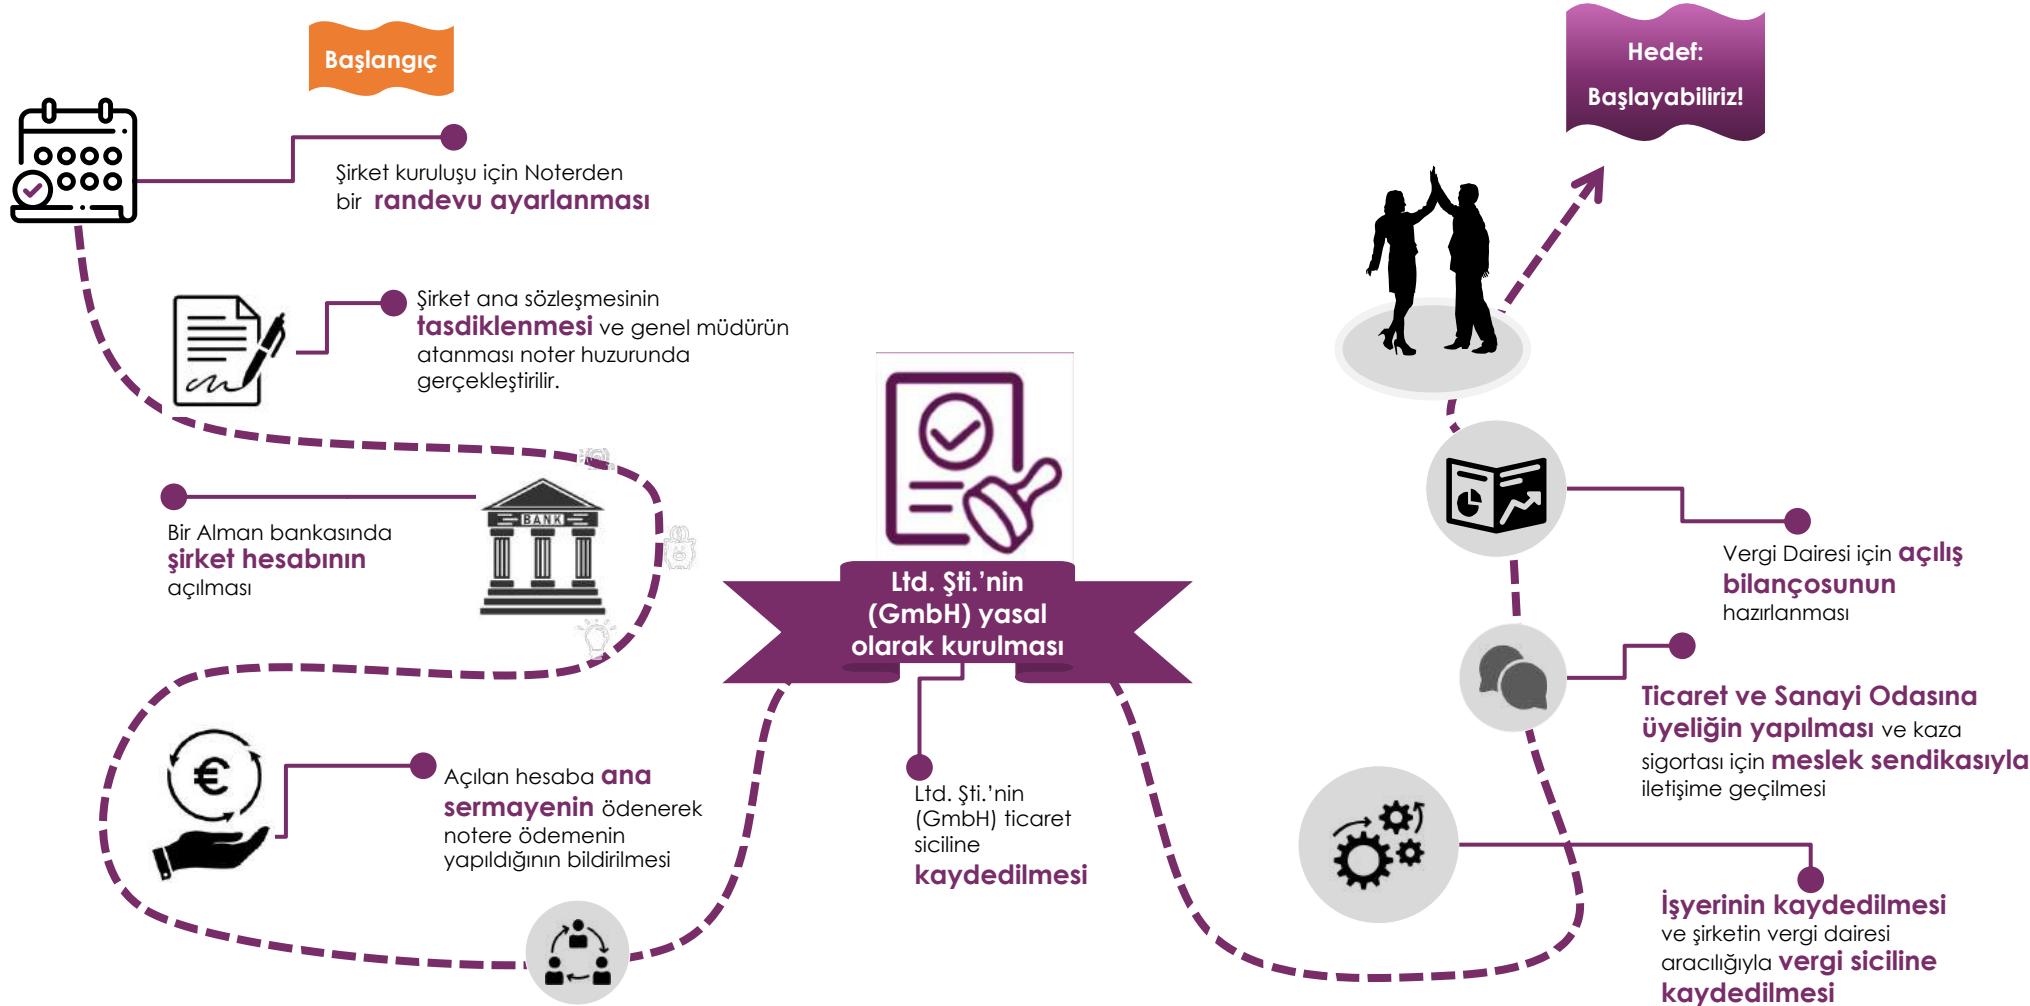 Başlangıç
Şirket kuruluşu için Noterden
bir randevu ayarlanması
Şirket ana sözleşmesinin
tasdiklenmesi ve genel müdürün
atanması noter huzurunda
gerçekleştirilir.
BANK
Bir Alman bankasında
şirket hesabının
açılması
Açılan hesaba ana
sermayenin ödenerek
notere ödemenin
yapıldığının bildirilmesi
Ltd. Şti.’nin
(GmbH) yasal
olarak kurulması
Ltd. Şti.’nin
(GmbH) ticaret
siciline
kaydedilmesi
İşyerinin kaydedilmesi
ve şirketin vergi dairesi
aracılığıyla vergi siciline
kaydedilmesi
Ticaret ve Sanayi Odasına
üyeliğin yapılması ve kaza
sigortası için meslek sendikasıyla
iletişime geçilmesi
Vergi Dairesi için açılış
bilançosunun
hazırlanması
Hedef:
Başlayabiliriz!